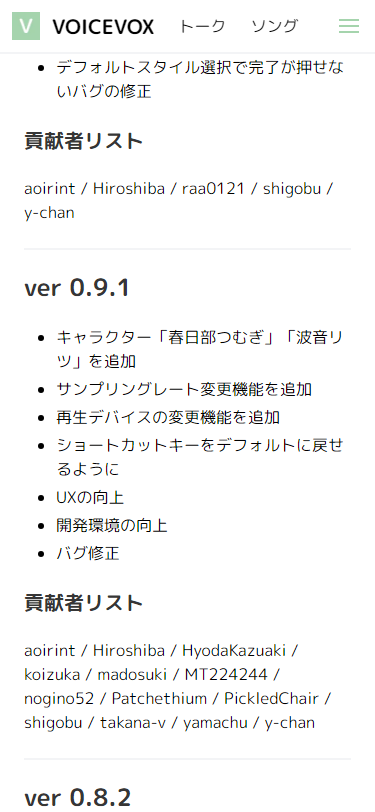 V VOICEVOX トーク ソング
デフォルトスタイル選択で完了が押せな
いバグの修正
貢献者リスト
aoirint / Hiroshiba / raa0121 / shigobu /
y-chan
ver 0.9.1
キャラクター「春日部つむぎ」「波音リ
ツ」を追加
サンプリングレート変更機能を追加
再生デバイスの変更機能を追加
ショートカットキーをデフォルトに戻せ
るように
UXの向上
開発環境の向上
バグ修正
貢献者リスト
aoirint / Hiroshiba / HyodaKazuaki /
koizuka / madosuki / MT224244 /
nogino52 / Patchethium / PickledChair /
shigobu / takana-v / yamachu / y-chan
ver 0.8.2